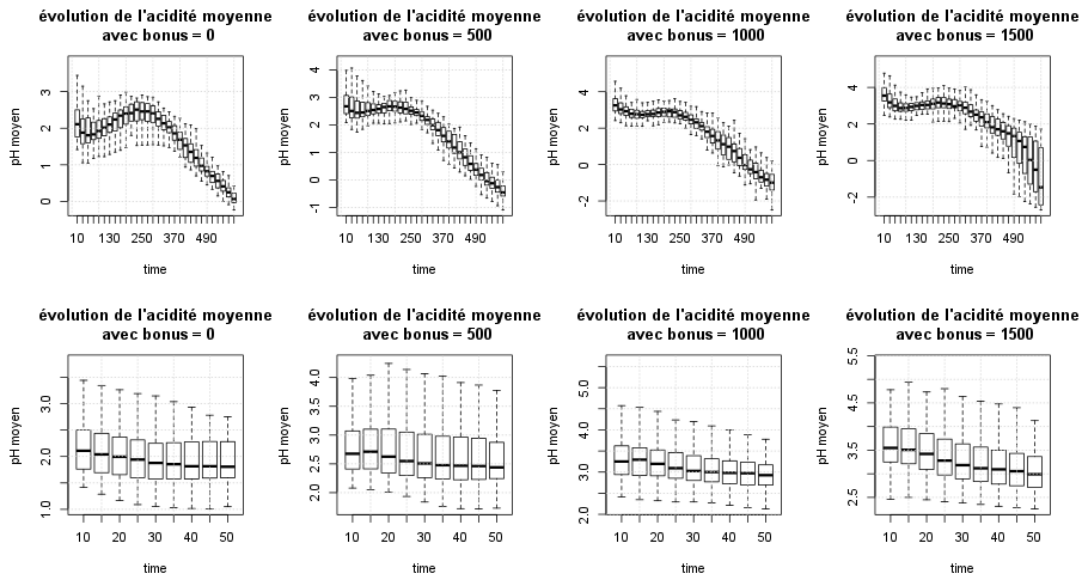 évolution de l'acidité moyenne
avec bonus = 0
pH moyen
3
2
1
0
10 130 250 370 490
time
évolution de l'acidité moyenne
avec bonus = 500
pH moyen
4
3
2
1
0
-1
10 130 250 370 490
time
évolution de l'acidité moyenne
avec bonus = 1000
pH moyen
6
4
2
0
-2
10 130 250 370 490
time
évolution de l'acidité moyenne
avec bonus = 1500
pH moyen
4
2
0
-2
10 130 250 370 490
time
évolution de l'acidité moyenne
avec bonus = 0
pH moyen
3.0
2.0
1.0
10 20 30 40 50
time
évolution de l'acidité moyenne
avec bonus = 500
pH moyen
4.0
3.5
3.0
2.5
2.0
10 20 30 40 50
time
évolution de l'acidité moyenne
avec bonus = 1000
pH moyen
5.0
4.0
3.0
2.0
10 20 30 40 50
time
évolution de l'acidité moyenne
avec bonus = 1500
pH moyen
5.5
4.5
3.5
2.5
10 20 30 40 50
time